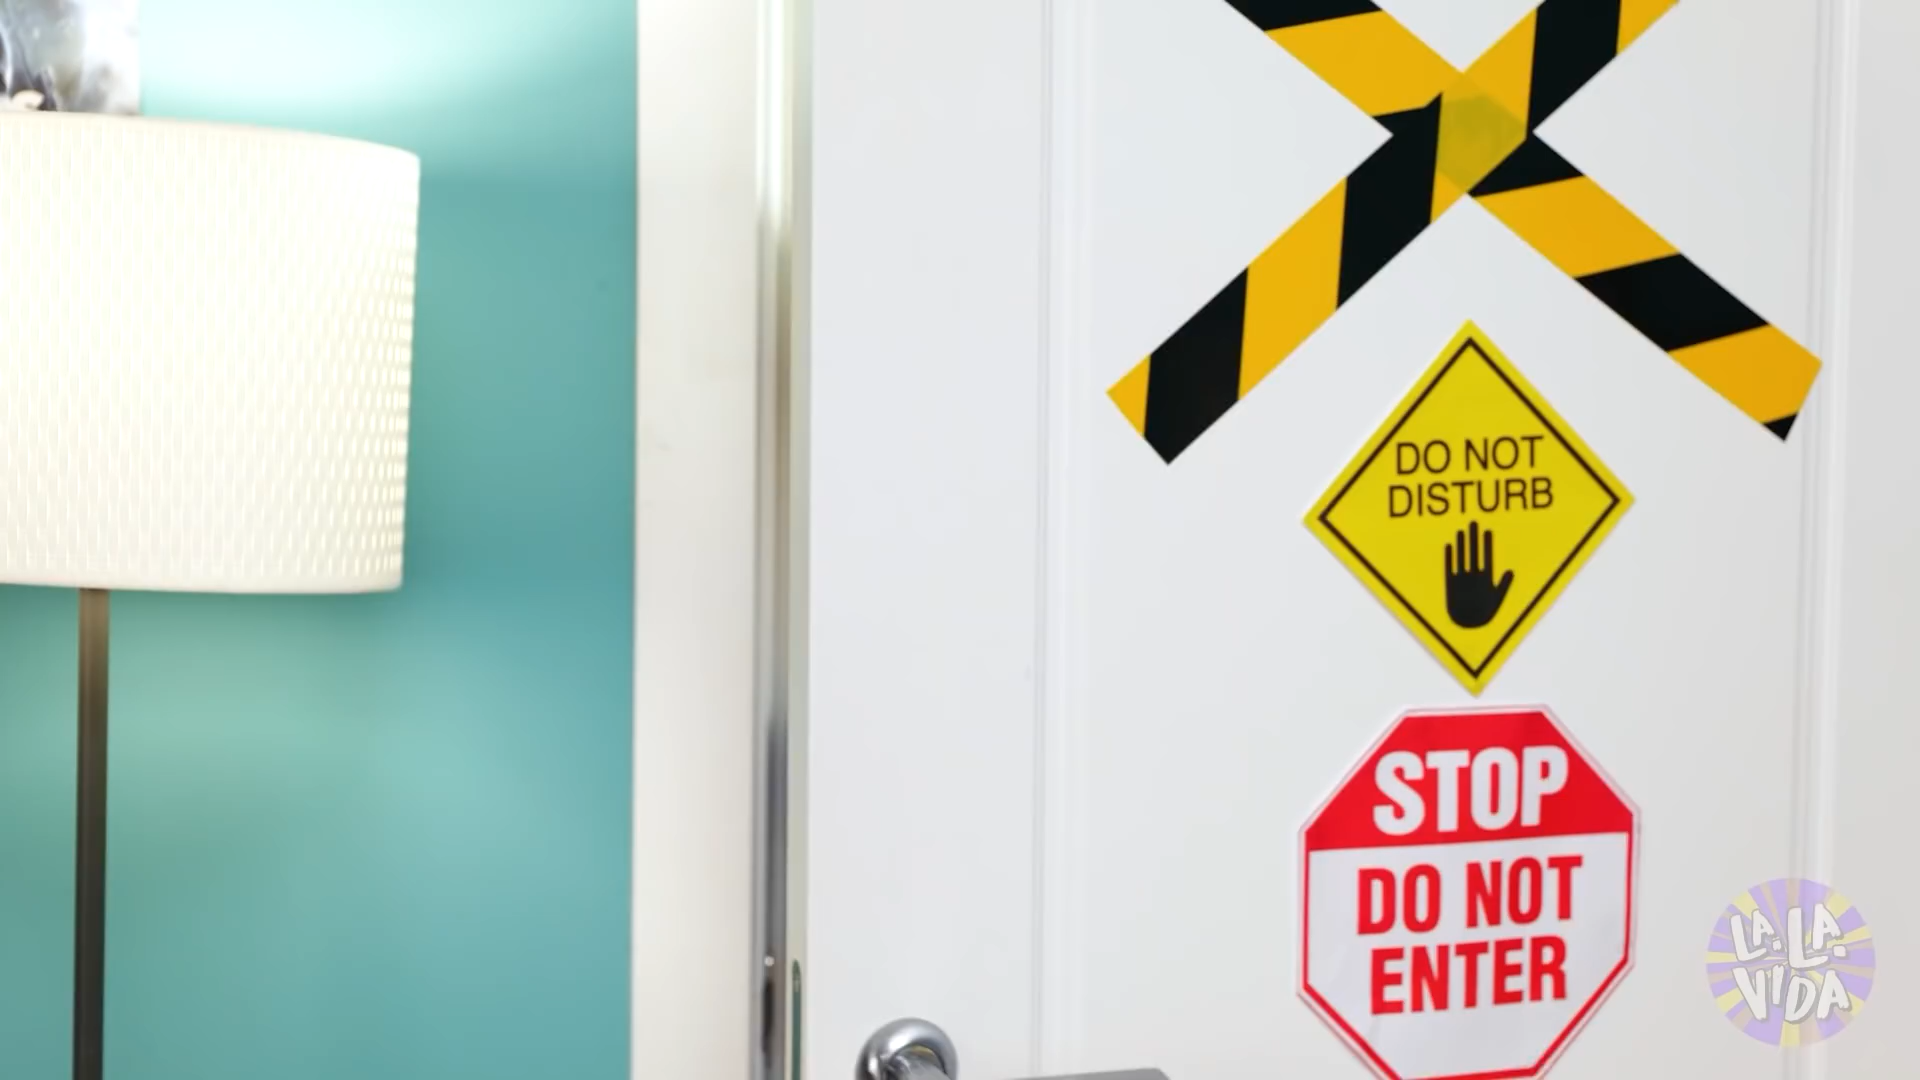 DO NOT
DISTURB
STOP
DO NOT
ENTER
LA.LA.
VIDA